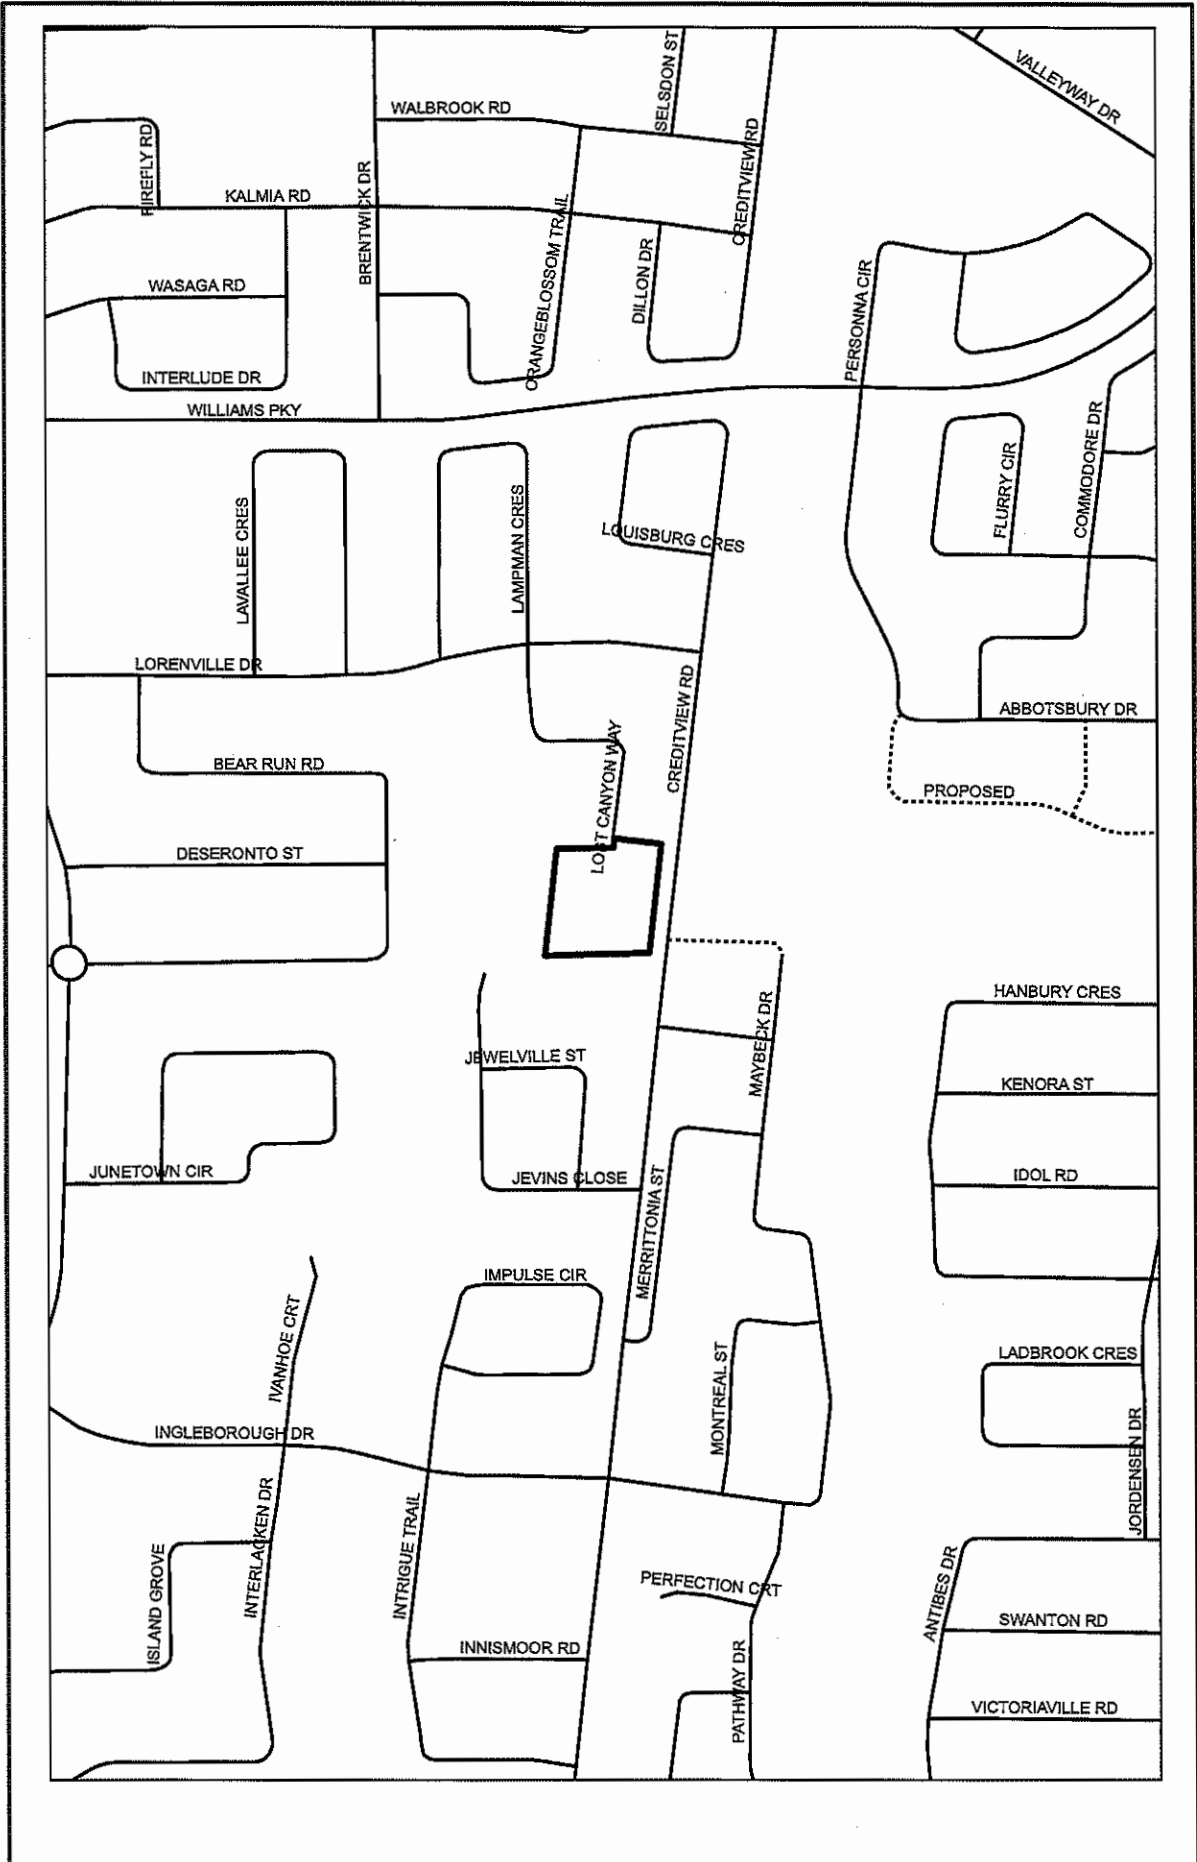 VALLEYWAY DR
SELSDON ST
WALBROOK RD
FIREFLY RD
CREDITVIEW RD
KALMIA RD
BRENTWICK DR
ORANGEBLOSSOM TRAIL
DILLON DR
WASAGA RD
PERSONNA CIR
INTERLUDE DR
WILLIAMS PKY
COMMODORE DR
FLURRY CIR
LAVALLEE CRES
LAMPMAN CRES
LOUISBURG CRES
LORENVILLE DR
CREDITVIEW RD
ABBOTSBURY DR
LOST CANYON WAY
BEAR RUN RD
PROPOSED
DESERONTO ST
HANBURY CRES
MAYBECK DR
JEWELVILLE ST
KENORA ST
JUNETOWN CIR
JEVINS CLOSE
IDOL RD
MERRITTONIA ST
IMPULSE CIR
IVANHOE CRT
MONTREAL ST
LADBROOK CRES
INGLEBOROUGH DR
JORDENSEN DR
INTERLACKEN DR
INTRIGUE TRAIL
ISLAND GROVE
PERFECTION CRT
ANTIBES DR
SWANTON RD
INNISMOOR RD
PATHWAY DR
VICTORIAVILLE RD